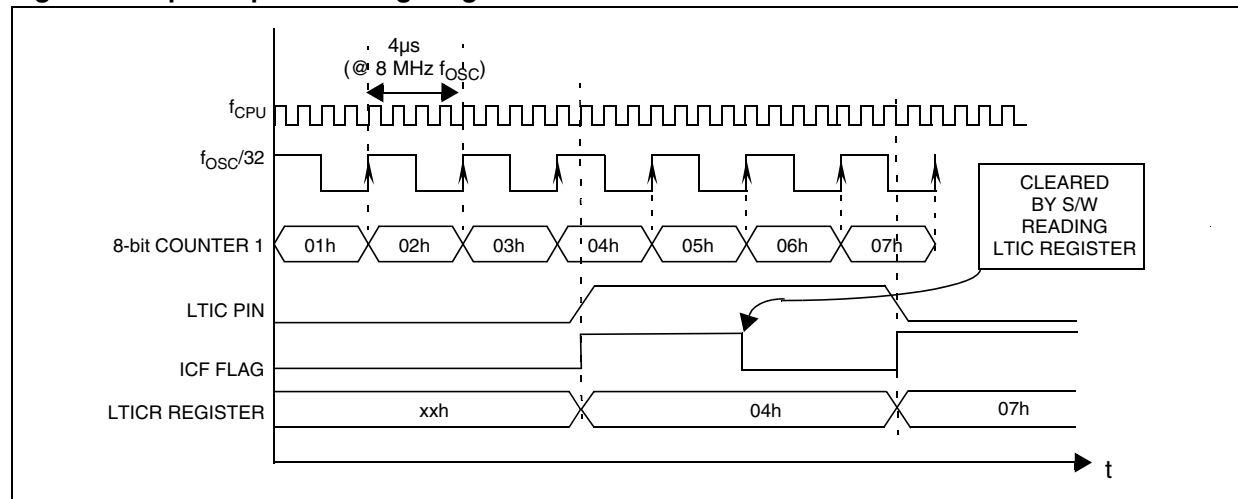 4µs
(@ 8 MHz fOSC)
fCPU
fOSC/32
CLEARED
BY S/W
READING
LTIC REGISTER
8-bit COUNTER 1
01h 02h 03h 04h 05h 06h 07h
LTIC PIN
ICF FLAG
LTICR REGISTER
xxh 04h 07h
t